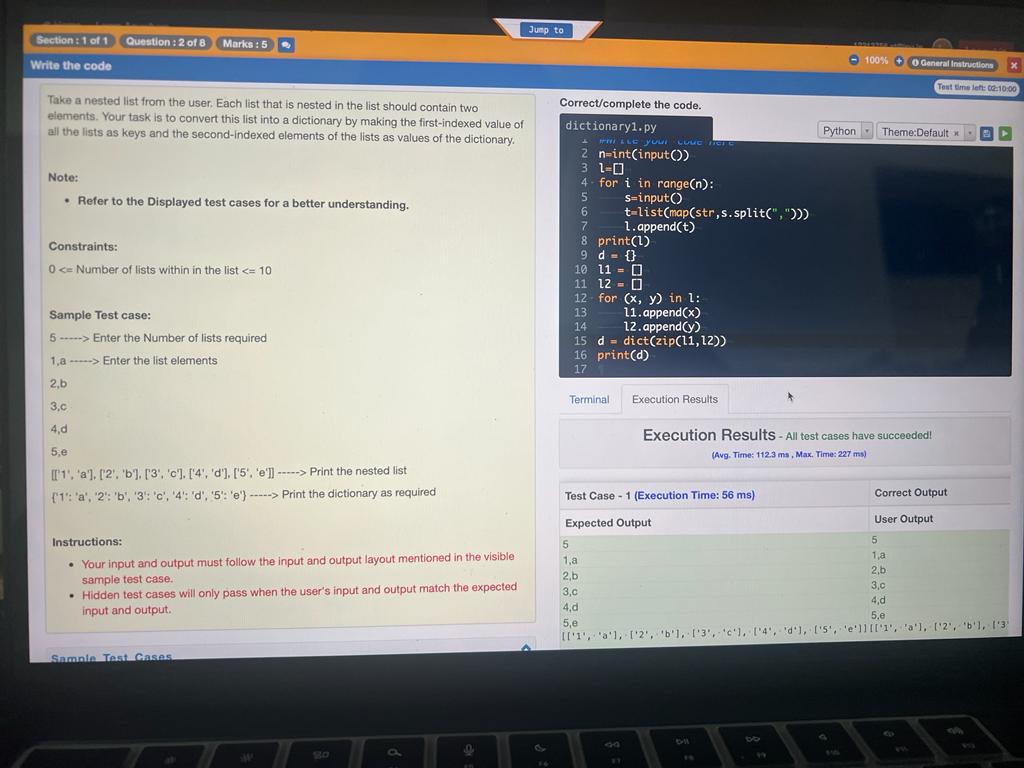 Jump to
Section : 1 of 1 Question : 2 of 8 Marks : 5
100% General Instructions
Write the code
Test time left: 02:10:00
Take a nested list from the user. Each list that is nested in the list should contain two
elements. Your task is to convert this list into a dictionary by making the first-indexed value of
all the lists as keys and the second-indexed elements of the lists as values of the dictionary.
Note:
• Refer to the Displayed test cases for a better understanding.
Constraints:
0 <= Number of lists within in the list <= 10
Sample Test case:
5 -----> Enter the Number of lists required
1,a -----> Enter the list elements
2,b
3,c
4,d
5,e
[['1', 'a'], ['2', 'b'], ['3', 'c'], ['4', 'd'], ['5', 'e']] -----> Print the nested list
{'1': 'a', '2': 'b', '3': 'c', '4': 'd', '5': 'e'} -----> Print the dictionary as required
Instructions:
• Your input and output must follow the input and output layout mentioned in the visible
sample test case.
• Hidden test cases will only pass when the user's input and output match the expected
input and output.
Sample Test Cases
Correct/complete the code.
dictionary1.py
Python Theme:Default ×
1 #Write your code here
2 n=int(input())
3 l=[]
4 for i in range(n):
5 s=input()
6 t=list(map(str,s.split(",")))
7 l.append(t)
8 print(l)
9 d = {}
10 l1 = []
11 l2 = []
12 for (x, y) in l:
13 l1.append(x)
14 l2.append(y)
15 d = dict(zip(l1,l2))
16 print(d)
17
Terminal Execution Results
Execution Results - All test cases have succeeded!
(Avg. Time: 112.3 ms , Max. Time: 227 ms)
Test Case - 1 (Execution Time: 56 ms) Correct Output
Expected Output User Output
5 5
1,a 1,a
2,b 2,b
3,c 3,c
4,d 4,d
5,e 5,e
[['1',·'a'],·['2',·'b'],·['3',·'c'],·['4',·'d'],·['5',·'e']] [['1',·'a'],·['2',·'b'],·['3'
F6 F7 F8 F9 F10 F11 F12